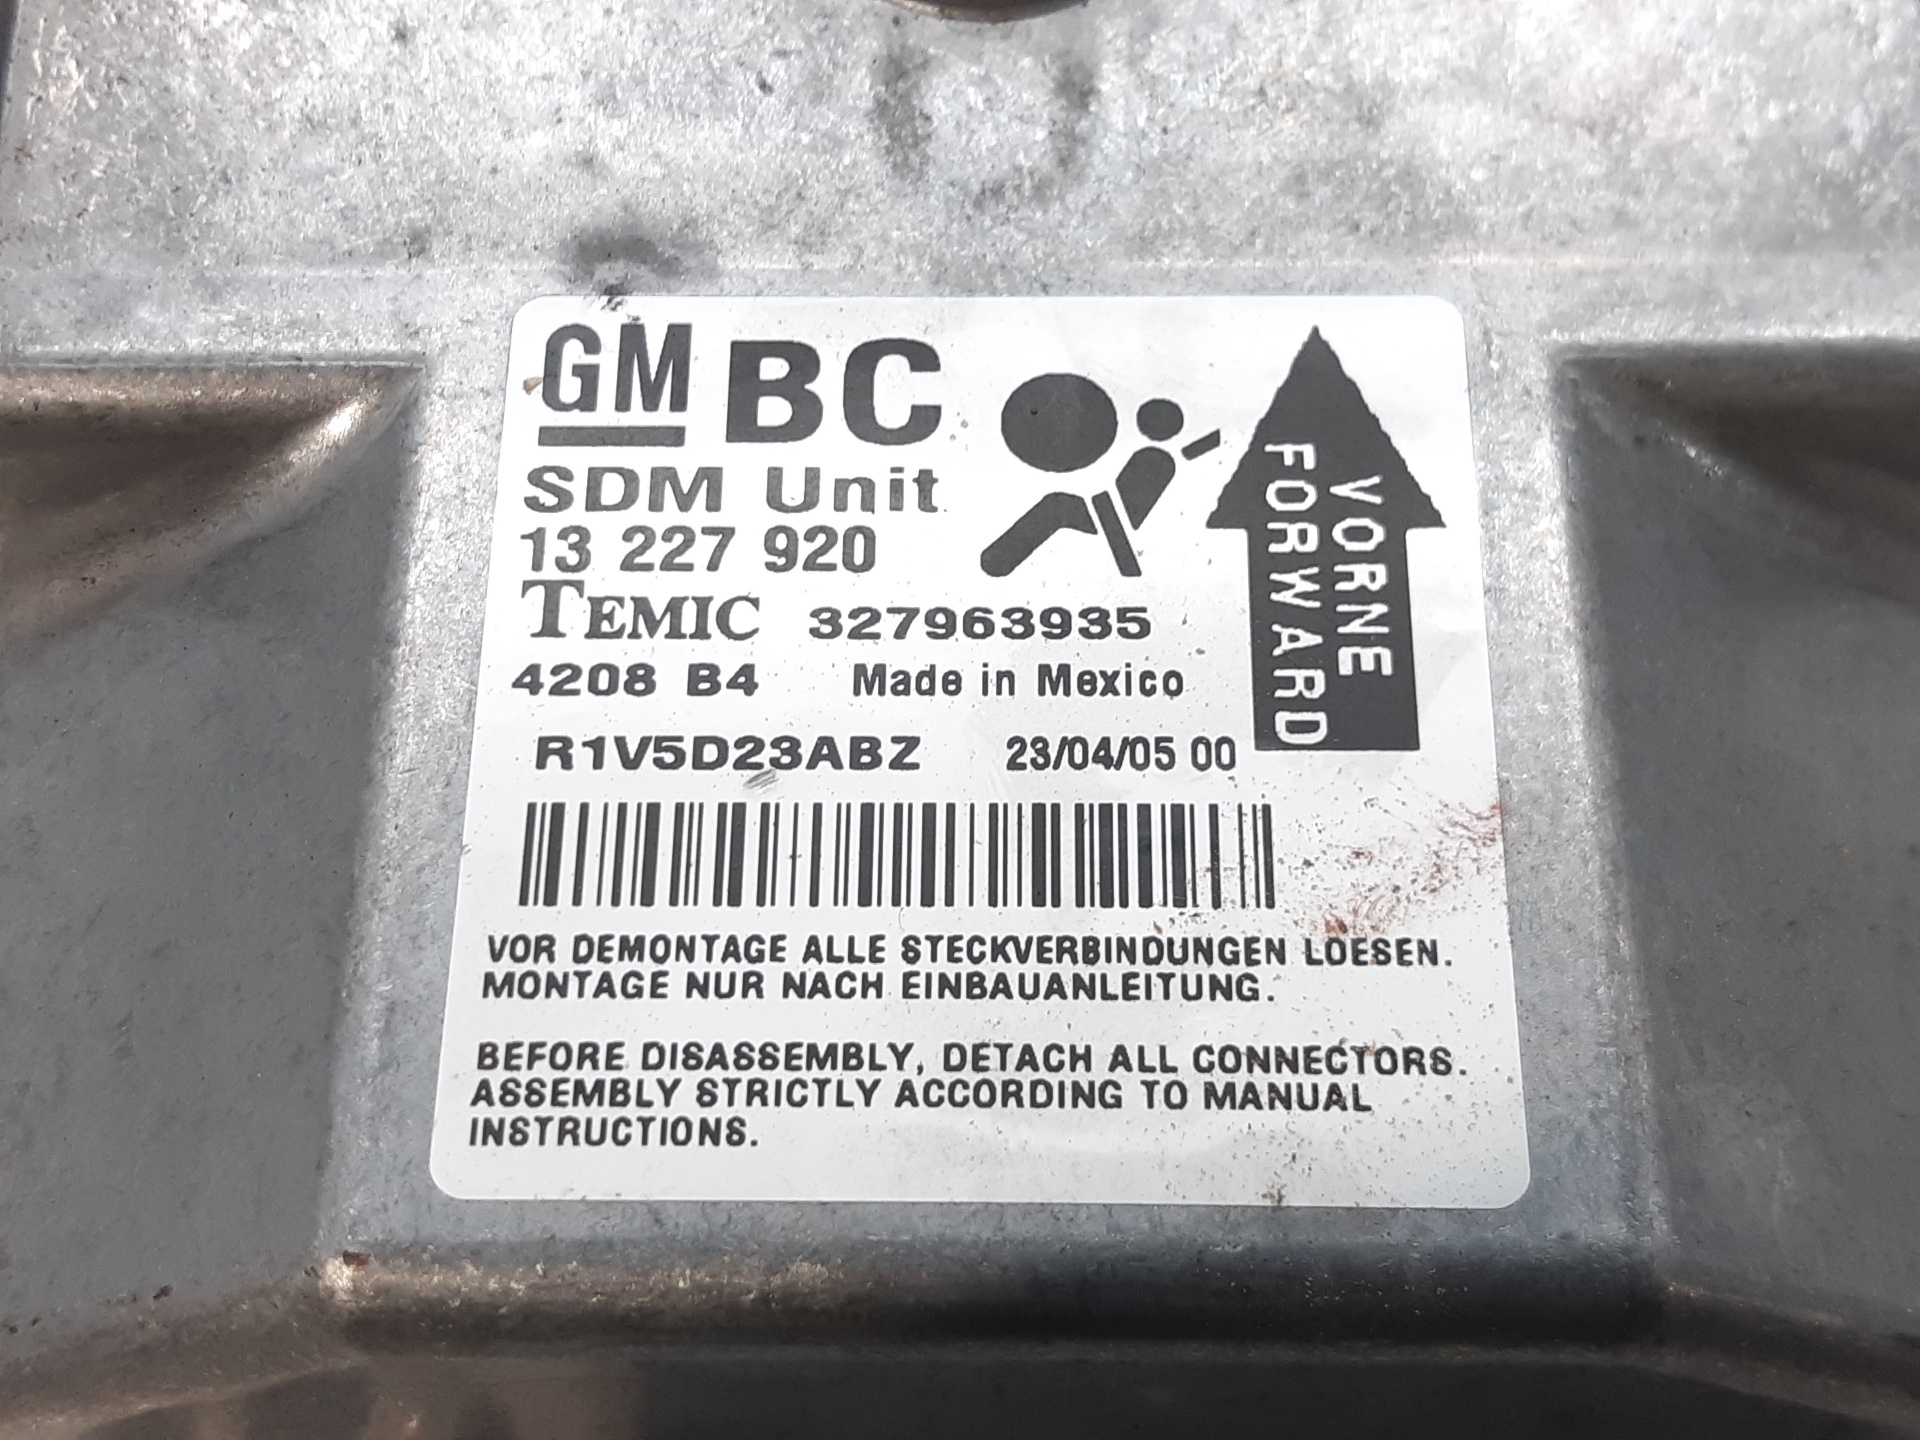 GM BC
SDM Unit
13 227 920
TEMIC 327963935
4208 B4 Made in Mexico
R1V5D23ABZ 23/04/05 00
VORNE
FORWARD
VOR DEMONTAGE ALLE STECKVERBINDUNGEN LOESEN.
MONTAGE NUR NACH EINBAUANLEITUNG.
BEFORE DISASSEMBLY, DETACH ALL CONNECTORS.
ASSEMBLY STRICTLY ACCORDING TO MANUAL
INSTRUCTIONS.